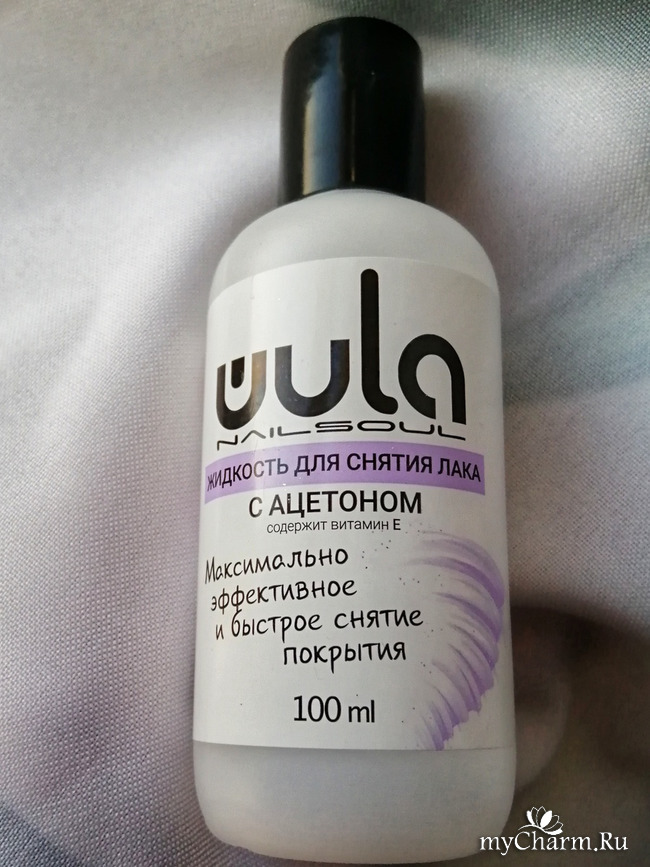 wula
NAILSOUL
ЖИДКОСТЬ ДЛЯ СНЯТИЯ ЛАКА
С АЦЕТОНОМ
содержит витамин Е
Максимально
эффективное
и быстрое снятие
покрытия
100 ml
myCharm.Ru